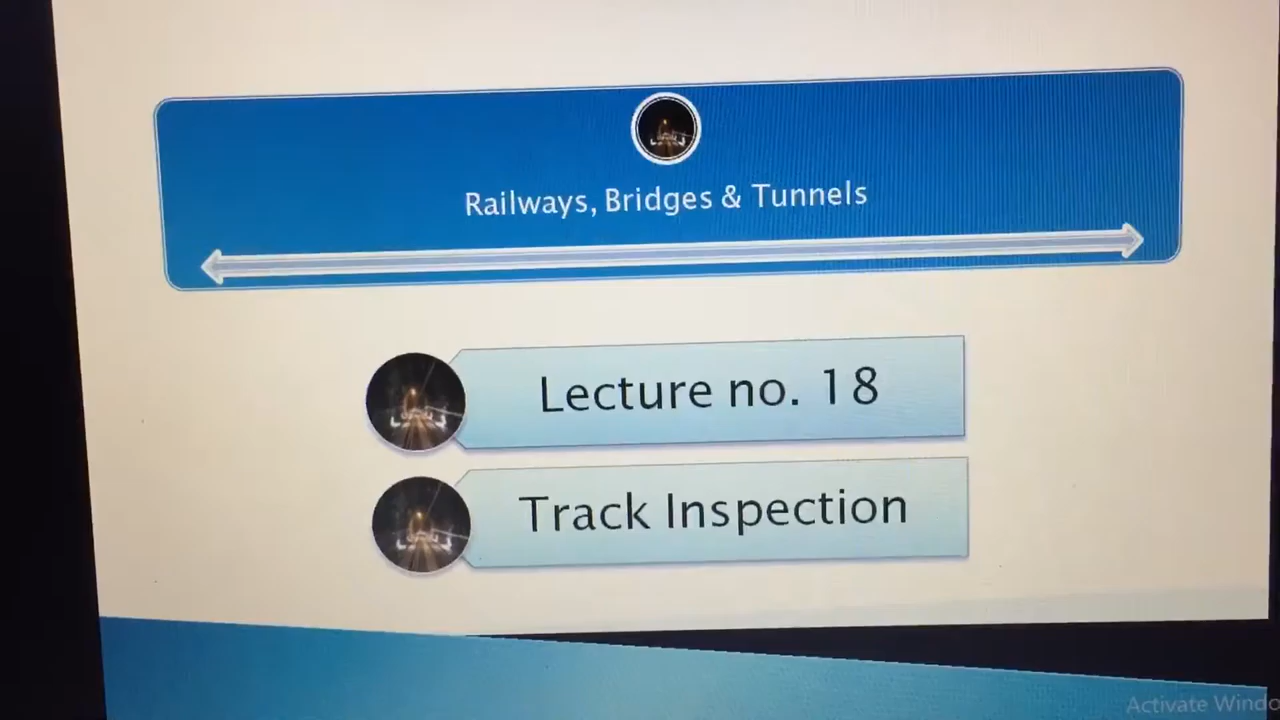 Railways, Bridges & Tunnels
Lecture no. 18
Track Inspection
Activate Windo